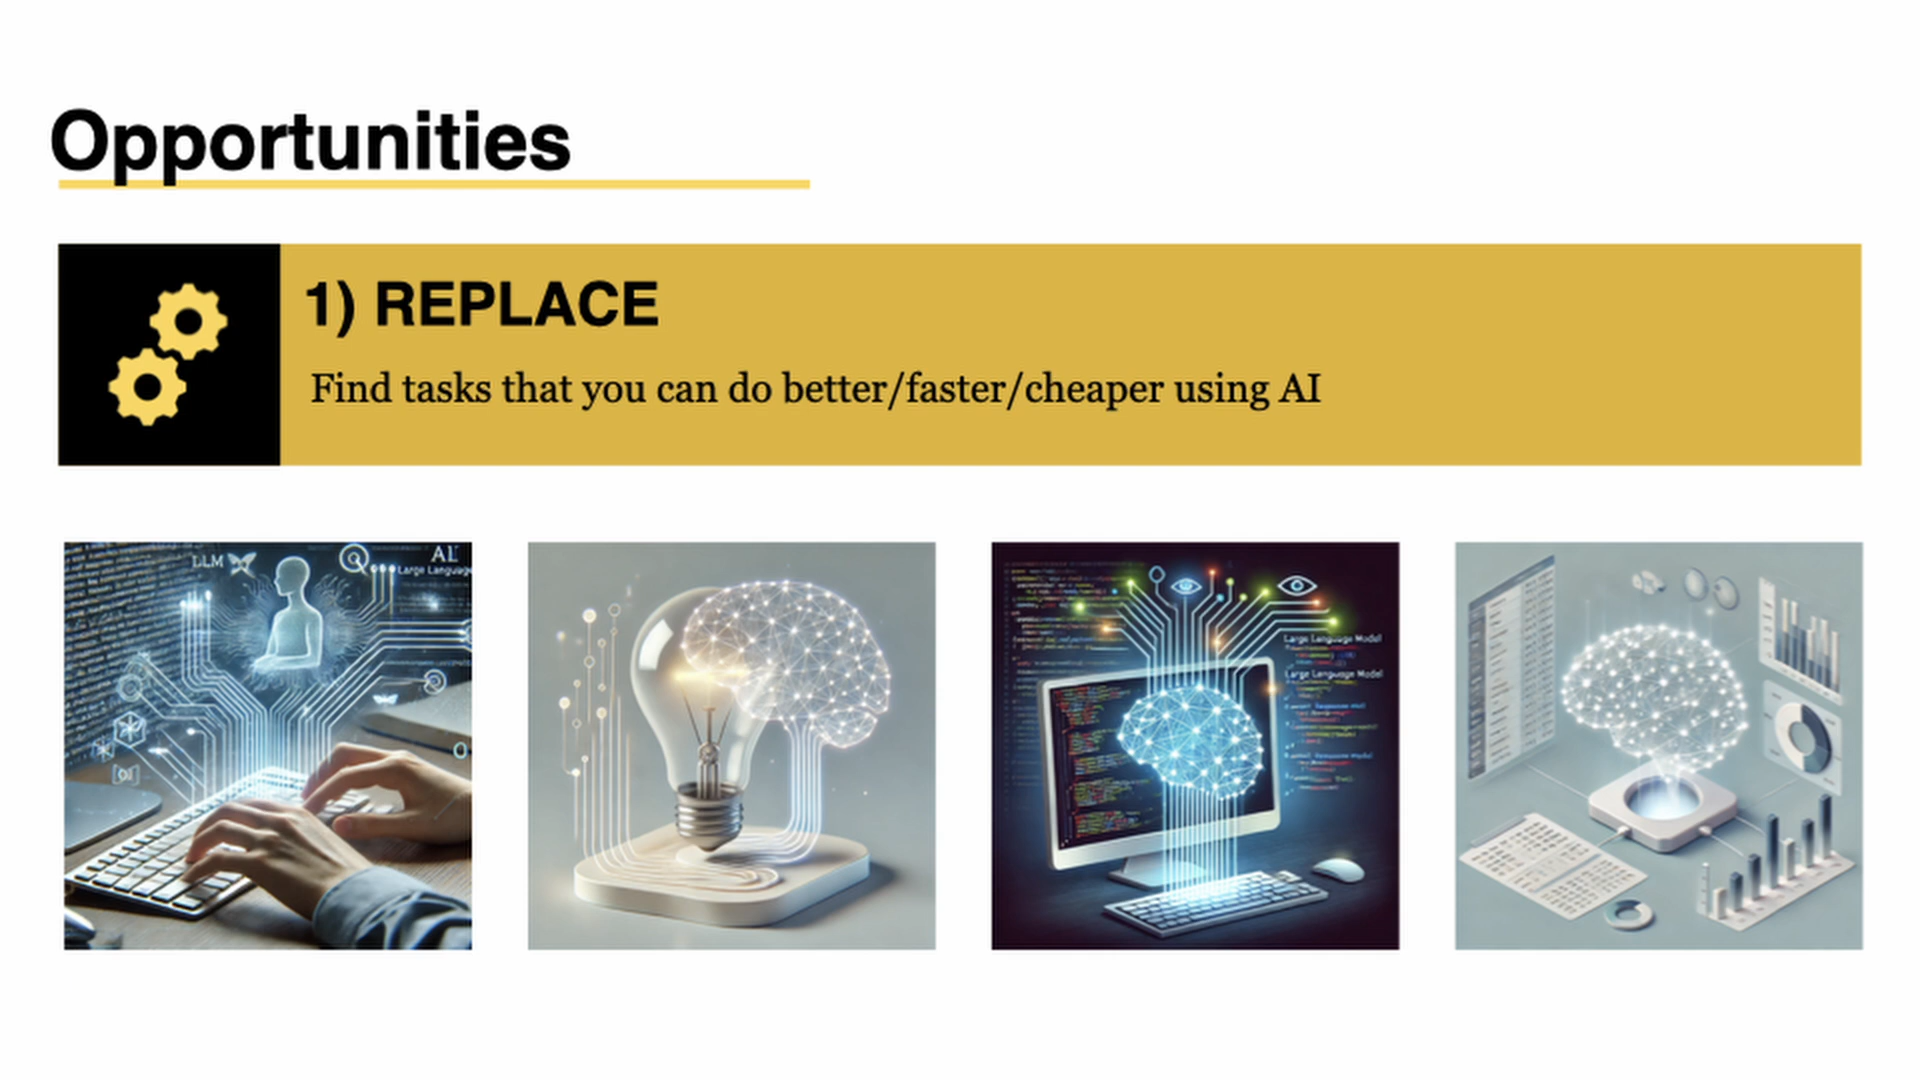 Opportunities
1) REPLACE
Find tasks that you can do better/faster/cheaper using AI
LLM
AI
Large Language
Large Language Model
Large Language Model